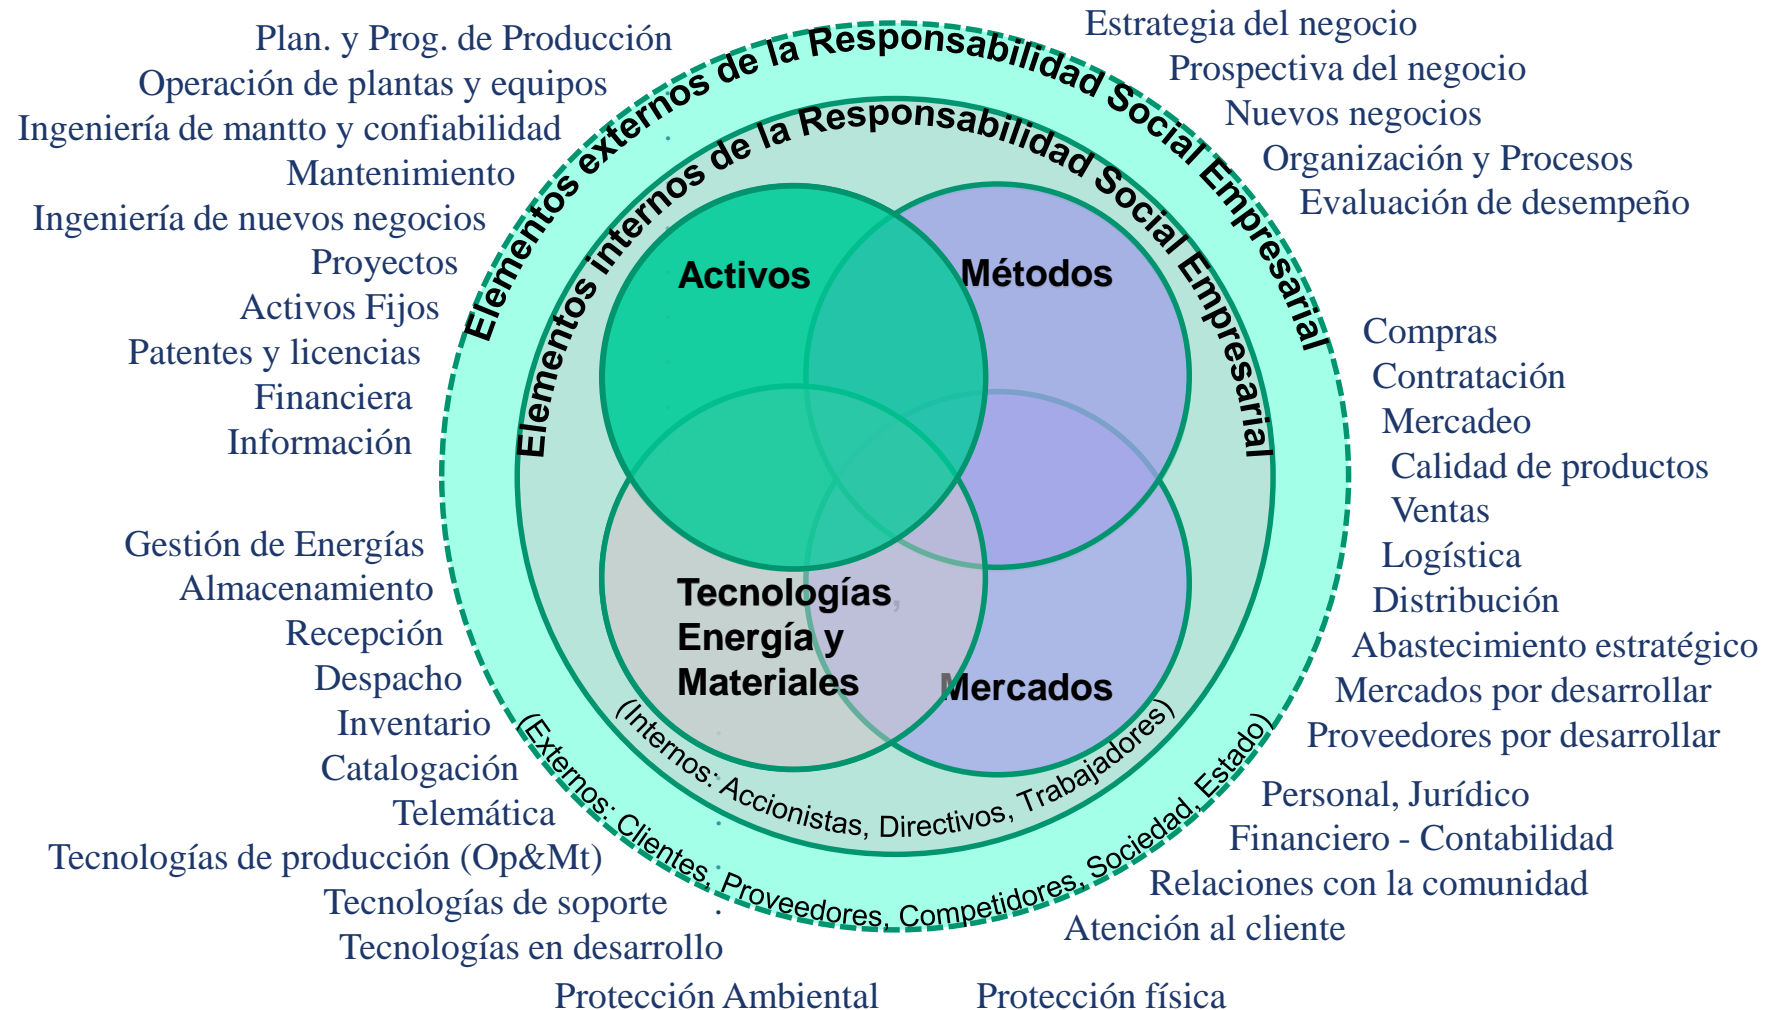 Plan. y Prog. de Producción
Operación de plantas y equipos
Ingeniería de mantto y confiabilidad
Mantenimiento
Ingeniería de nuevos negocios
Proyectos
Activos Fijos
Patentes y licencias
Financiera
Información
Gestión de Energías
Almacenamiento
Recepción
Despacho
Inventario
Catalogación
Telemática
Tecnologías de producción (Op&Mt)
Tecnologías de soporte
Tecnologías en desarrollo
Protección Ambiental
Elementos externos de la Responsabilidad Social Empresarial
Elementos internos de la Responsabilidad Social Empresarial
Activos
Métodos
Tecnologías,
Energía y
Materiales
Mercados
(Internos: Accionistas, Directivos, Trabajadores)
(Externos: Clientes, Proveedores, Competidores, Sociedad, Estado)
Estrategia del negocio
Prospectiva del negocio
Nuevos negocios
Organización y Procesos
Evaluación de desempeño
Compras
Contratación
Mercadeo
Calidad de productos
Ventas
Logística
Distribución
Abastecimiento estratégico
Mercados por desarrollar
Proveedores por desarrollar
Personal, Jurídico
Financiero - Contabilidad
Relaciones con la comunidad
Atención al cliente
Protección física